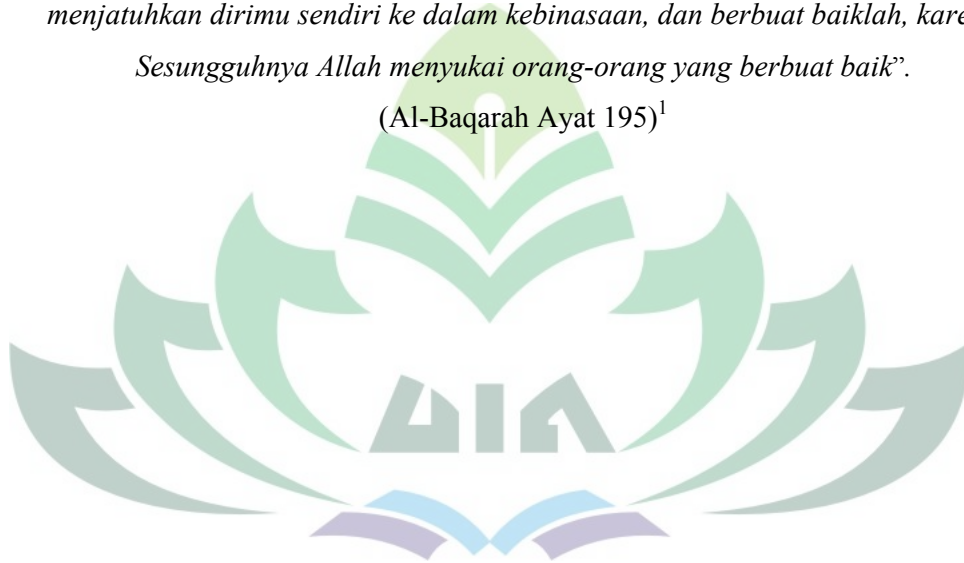 menjatuhkan dirimu sendiri ke dalam kebinasaan, dan berbuat baiklah,
Sesungguhnya Allah menyukai orang-orang yang berbuat baik”.
(Al-Baqarah Ayat 195)1
UIN